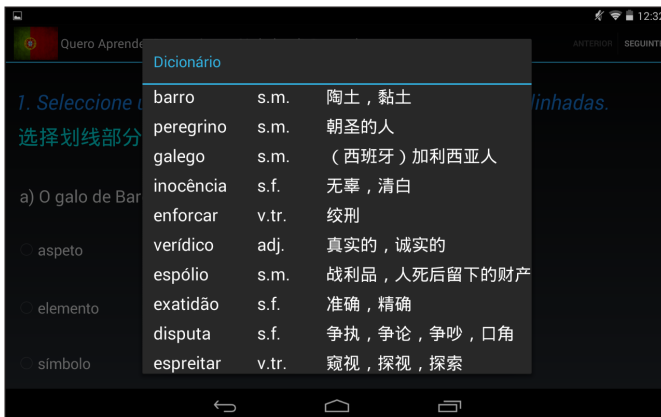 12:32
Quero Aprende
ANTERIOR SEGUINT
Dicionário
1. Seleccione u
linhadas.
选择划线部分
a) O galo de Bar
aspeto
elemento
símbolo
barro s.m. 陶土，黏土
peregrino s.m. 朝圣的人
galego s.m. （西班牙）加利西亚人
inocência s.f. 无辜，清白
enforcar v.tr. 绞刑
verídico adj. 真实的，诚实的
espólio s.m. 战利品，人死后留下的财产
exatidão s.f. 准确，精确
disputa s.f. 争执，争论，争吵，口角
espreitar v.tr. 窥视，探视，探索